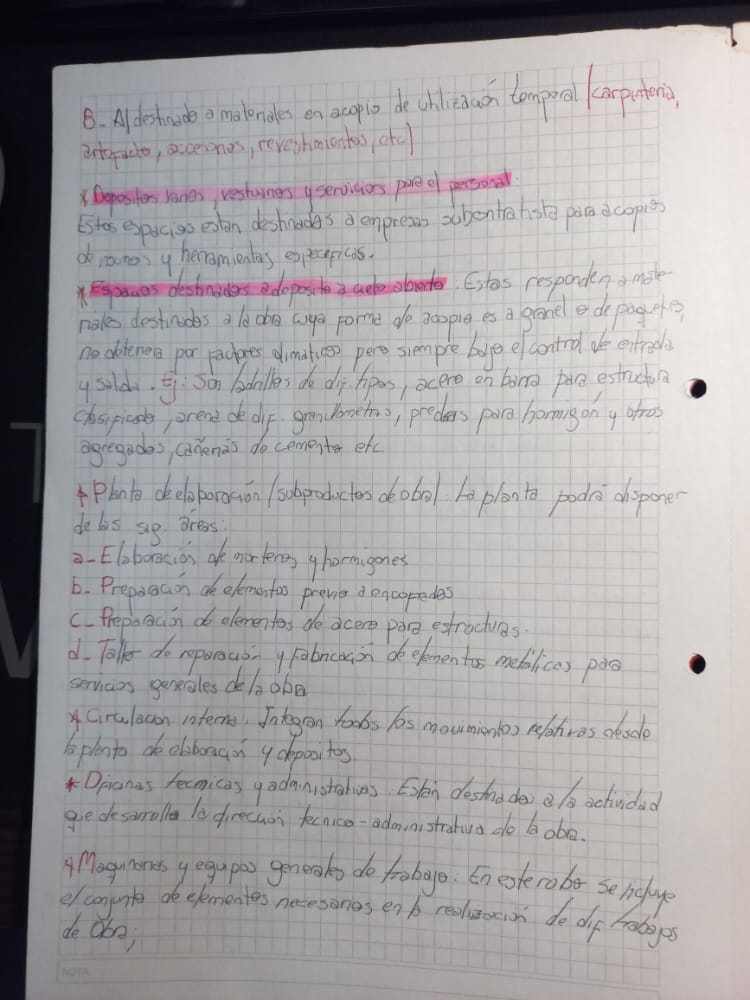 B- A/destinado a materiales en acopio de utilización temporal (carpintería,
artefacto, accesorios, revestimientos, etc)
* Depositos varios, vestuarios y servicios para el personal.
Estos espacios estan destinados a empresas subcontratista para acopios
de insumos y herramientas especeficas.
* Espacios destinados a deposito a cielo abierto. Estas responden a mate-
riales destinados a la obra cuya forma de acopio es a granel o de paquetes,
no deteriora por factores climaticos pero siempre bajo el control de entrada
y salida. Ej: Son ladrillos de dif. tipos, acero en barra para estructura
clasificado, arena de dif. granulometrias, piedras para hormigón y otros
agregados, cañerias de cemento etc.
* Planta de elaboración (subproductos de obra) La planta podrá disponer
de las sig. áreas:
a- Elaboración de morteros y hormigones
b- Preparación de elementos previo a encofrados
c- Preparación de elementos de acero para estructuras.
d- Taller de reparación y fabricación de elementos metálicos para
servicios generales de la obra
* Circulacion interna. Integran todos los movimientos relativos desde
la planta de elaboración y depositos
* Oficinas tecnicas y administrativas. Están destinados a la actividad
que desarrolla la direccion tecnico-administrativa de la obra.
* Maquinarias y equipos generales de trabajo: En este rubro se incluye
el conjunto de elementos necesarios en la realización de dif trabajos
de Obra;
NOTA